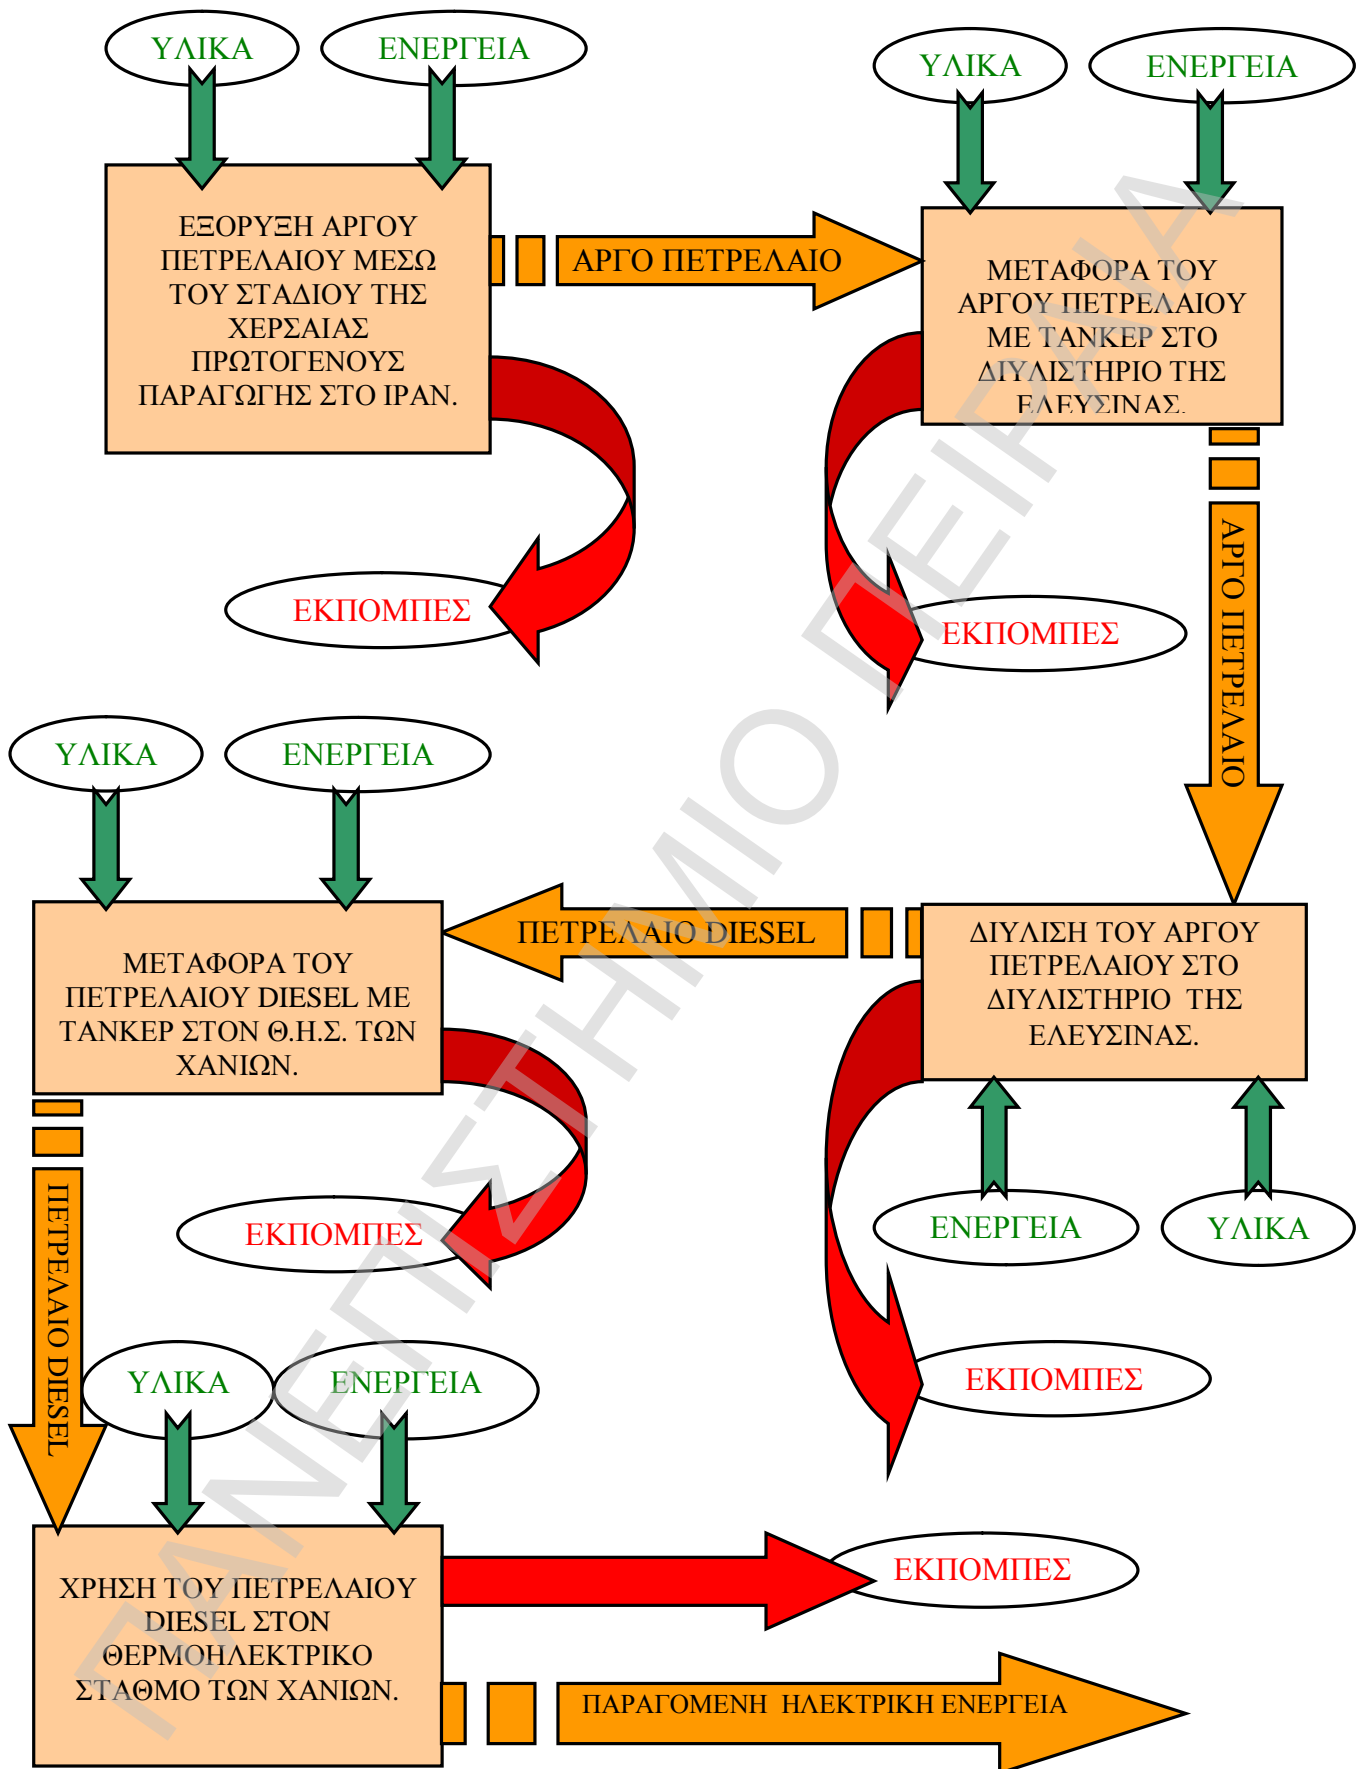 ΥΛΙΚΑ
ΕΝΕΡΓΕΙΑ
ΥΛΙΚΑ
ΕΝΕΡΓΕΙΑ
ΕΞΟΡΥΞΗ ΑΡΓΟΥ
ΠΕΤΡΕΛΑΙΟΥ ΜΕΣΩ
ΤΟΥ ΣΤΑΔΙΟΥ ΤΗΣ
ΧΕΡΣΑΙΑΣ
ΠΡΩΤΟΓΕΝΟΥΣ
ΠΑΡΑΓΩΓΗΣ ΣΤΟ ΙΡΑΝ.
ΑΡΓΟ ΠΕΤΡΕΛΑΙΟ
ΜΕΤΑΦΟΡΑ ΤΟΥ
ΑΡΓΟΥ ΠΕΤΡΕΛΑΙΟΥ
ΜΕ ΤΑΝΚΕΡ ΣΤΟ
ΔΙΥΛΙΣΤΗΡΙΟ ΤΗΣ
ΕΛΕΥΣΙΝΑΣ.
ΕΚΠΟΜΠΕΣ
ΕΚΠΟΜΠΕΣ
ΑΡΓΟ ΠΕΤΡΕΛΑΙΟ
ΥΛΙΚΑ
ΕΝΕΡΓΕΙΑ
ΔΙΥΛΙΣΗ ΤΟΥ ΑΡΓΟΥ
ΠΕΤΡΕΛΑΙΟΥ ΣΤΟ
ΔΙΥΛΙΣΤΗΡΙΟ ΤΗΣ
ΕΛΕΥΣΙΝΑΣ.
ΠΕΤΡΕΛΑΙΟ DIESEL
ΜΕΤΑΦΟΡΑ ΤΟΥ
ΠΕΤΡΕΛΑΙΟΥ DIESEL ΜΕ
ΤΑΝΚΕΡ ΣΤΟΝ Θ.Η.Σ. ΤΩΝ
ΧΑΝΙΩΝ.
ΕΝΕΡΓΕΙΑ
ΥΛΙΚΑ
ΕΚΠΟΜΠΕΣ
ΕΚΠΟΜΠΕΣ
ΠΕΤΡΕΛΑΙΟ DIESEL
ΥΛΙΚΑ
ΕΝΕΡΓΕΙΑ
ΧΡΗΣΗ ΤΟΥ ΠΕΤΡΕΛΑΙΟΥ
DIESEL ΣΤΟΝ
ΘΕΡΜΟΗΛΕΚΤΡΙΚΟ
ΣΤΑΘΜΟ ΤΩΝ ΧΑΝΙΩΝ.
ΕΚΠΟΜΠΕΣ
ΠΑΡΑΓΟΜΕΝΗ ΗΛΕΚΤΡΙΚΗ ΕΝΕΡΓΕΙΑ
ΠΑΝΕΠΙΣΤΗΜΙΟ ΠΕΙΡΑΙΑ